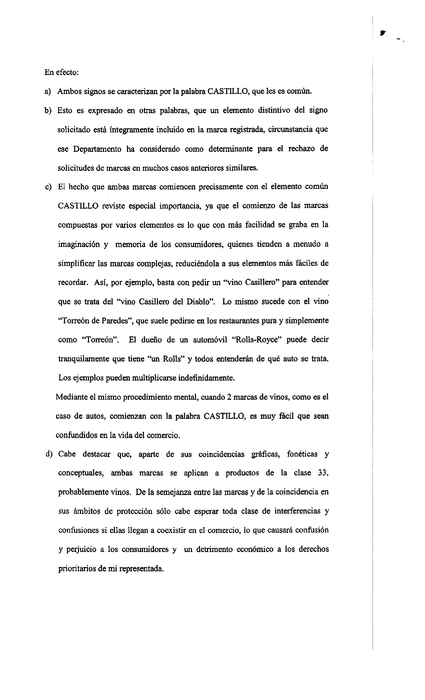 En efecto:
a) Ambos signos se caracterizan por la palabra CASTILLO, que les es común.
b) Esto es expresado en otras palabras, que un elemento distintivo del signo
solicitado está íntegramente incluido en la marca registrada, circunstancia que
ese Departamento ha considerado como determinante para el rechazo de
solicitudes de marcas en muchos casos anteriores similares.
c) El hecho que ambas marcas comiencen precisamente con el elemento común
CASTILLO reviste especial importancia, ya que el comienzo de las marcas
compuestas por varios elementos es lo que con más facilidad se graba en la
imaginación y memoria de los consumidores, quienes tienden a menudo a
simplificar las marcas complejas, reduciéndola a sus elementos más fáciles de
recordar. Así, por ejemplo, basta con pedir un "vino Casillero" para entender
que se trata del "vino Casillero del Diablo". Lo mismo sucede con el vino
"Torreón de Paredes", que suele pedirse en los restaurantes pura y simplemente
como "Torreón". El dueño de un automóvil "Rolls-Royce" puede decir
tranquilamente que tiene "un Rolls" y todos entenderán de qué auto se trata.
Los ejemplos pueden multiplicarse indefinidamente.
Mediante el mismo procedimiento mental, cuando 2 marcas de vinos, como es el
caso de autos, comienzan con la palabra CASTILLO, es muy fácil que sean
confundidos en la vida del comercio.
d) Cabe destacar que, aparte de sus coincidencias gráficas, fonéticas y
conceptuales, ambas marcas se aplican a productos de la clase 33,
probablemente vinos. De la semejanza entre las marcas y de la coincidencia en
sus ámbitos de protección sólo cabe esperar toda clase de interferencias y
confusiones si ellas llegan a coexistir en el comercio, lo que causará confusión
y perjuicio a los consumidores y un detrimento económico a los derechos
prioritarios de mi representada.